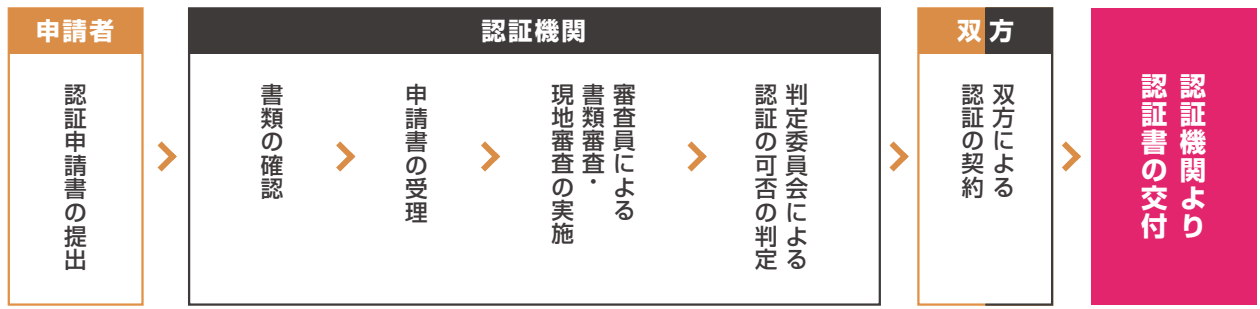 申請者
認証申請書の提出
認証機関
書類の確認
申請書の受理
審査員による
書類審査・
現地審査の実施
判定委員会による
認証の可否の判定
双方
双方による
認証の契約
認証機関より
認証書の交付